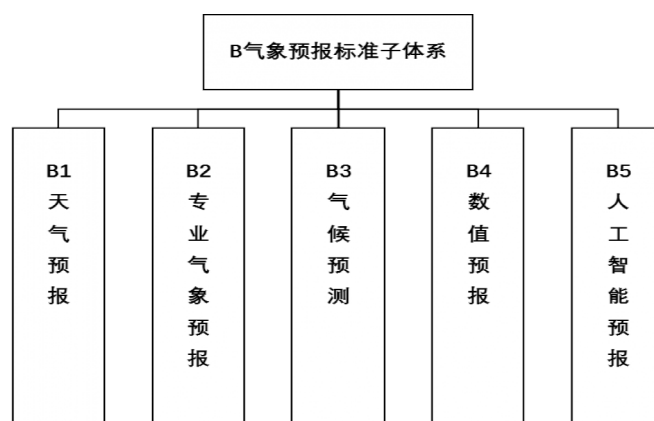 B气象预报标准子体系
B1
天气预报
B2
专业气象预报
B3
气候预测
B4
数值预报
B5
人工智能预报